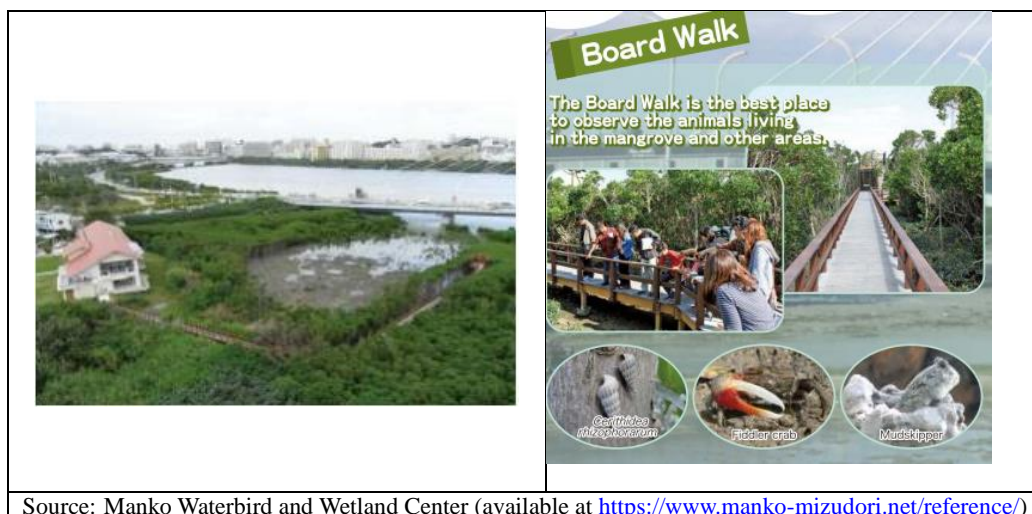 Board Walk
The Board Walk is the best place
to observe the animals living
in the mangrove and other areas.
Cerithidea
rhizophorarum
Fiddler crab
Mudskipper
Source: Manko Waterbird and Wetland Center (available at https://www.manko-mizudori.net/reference/)